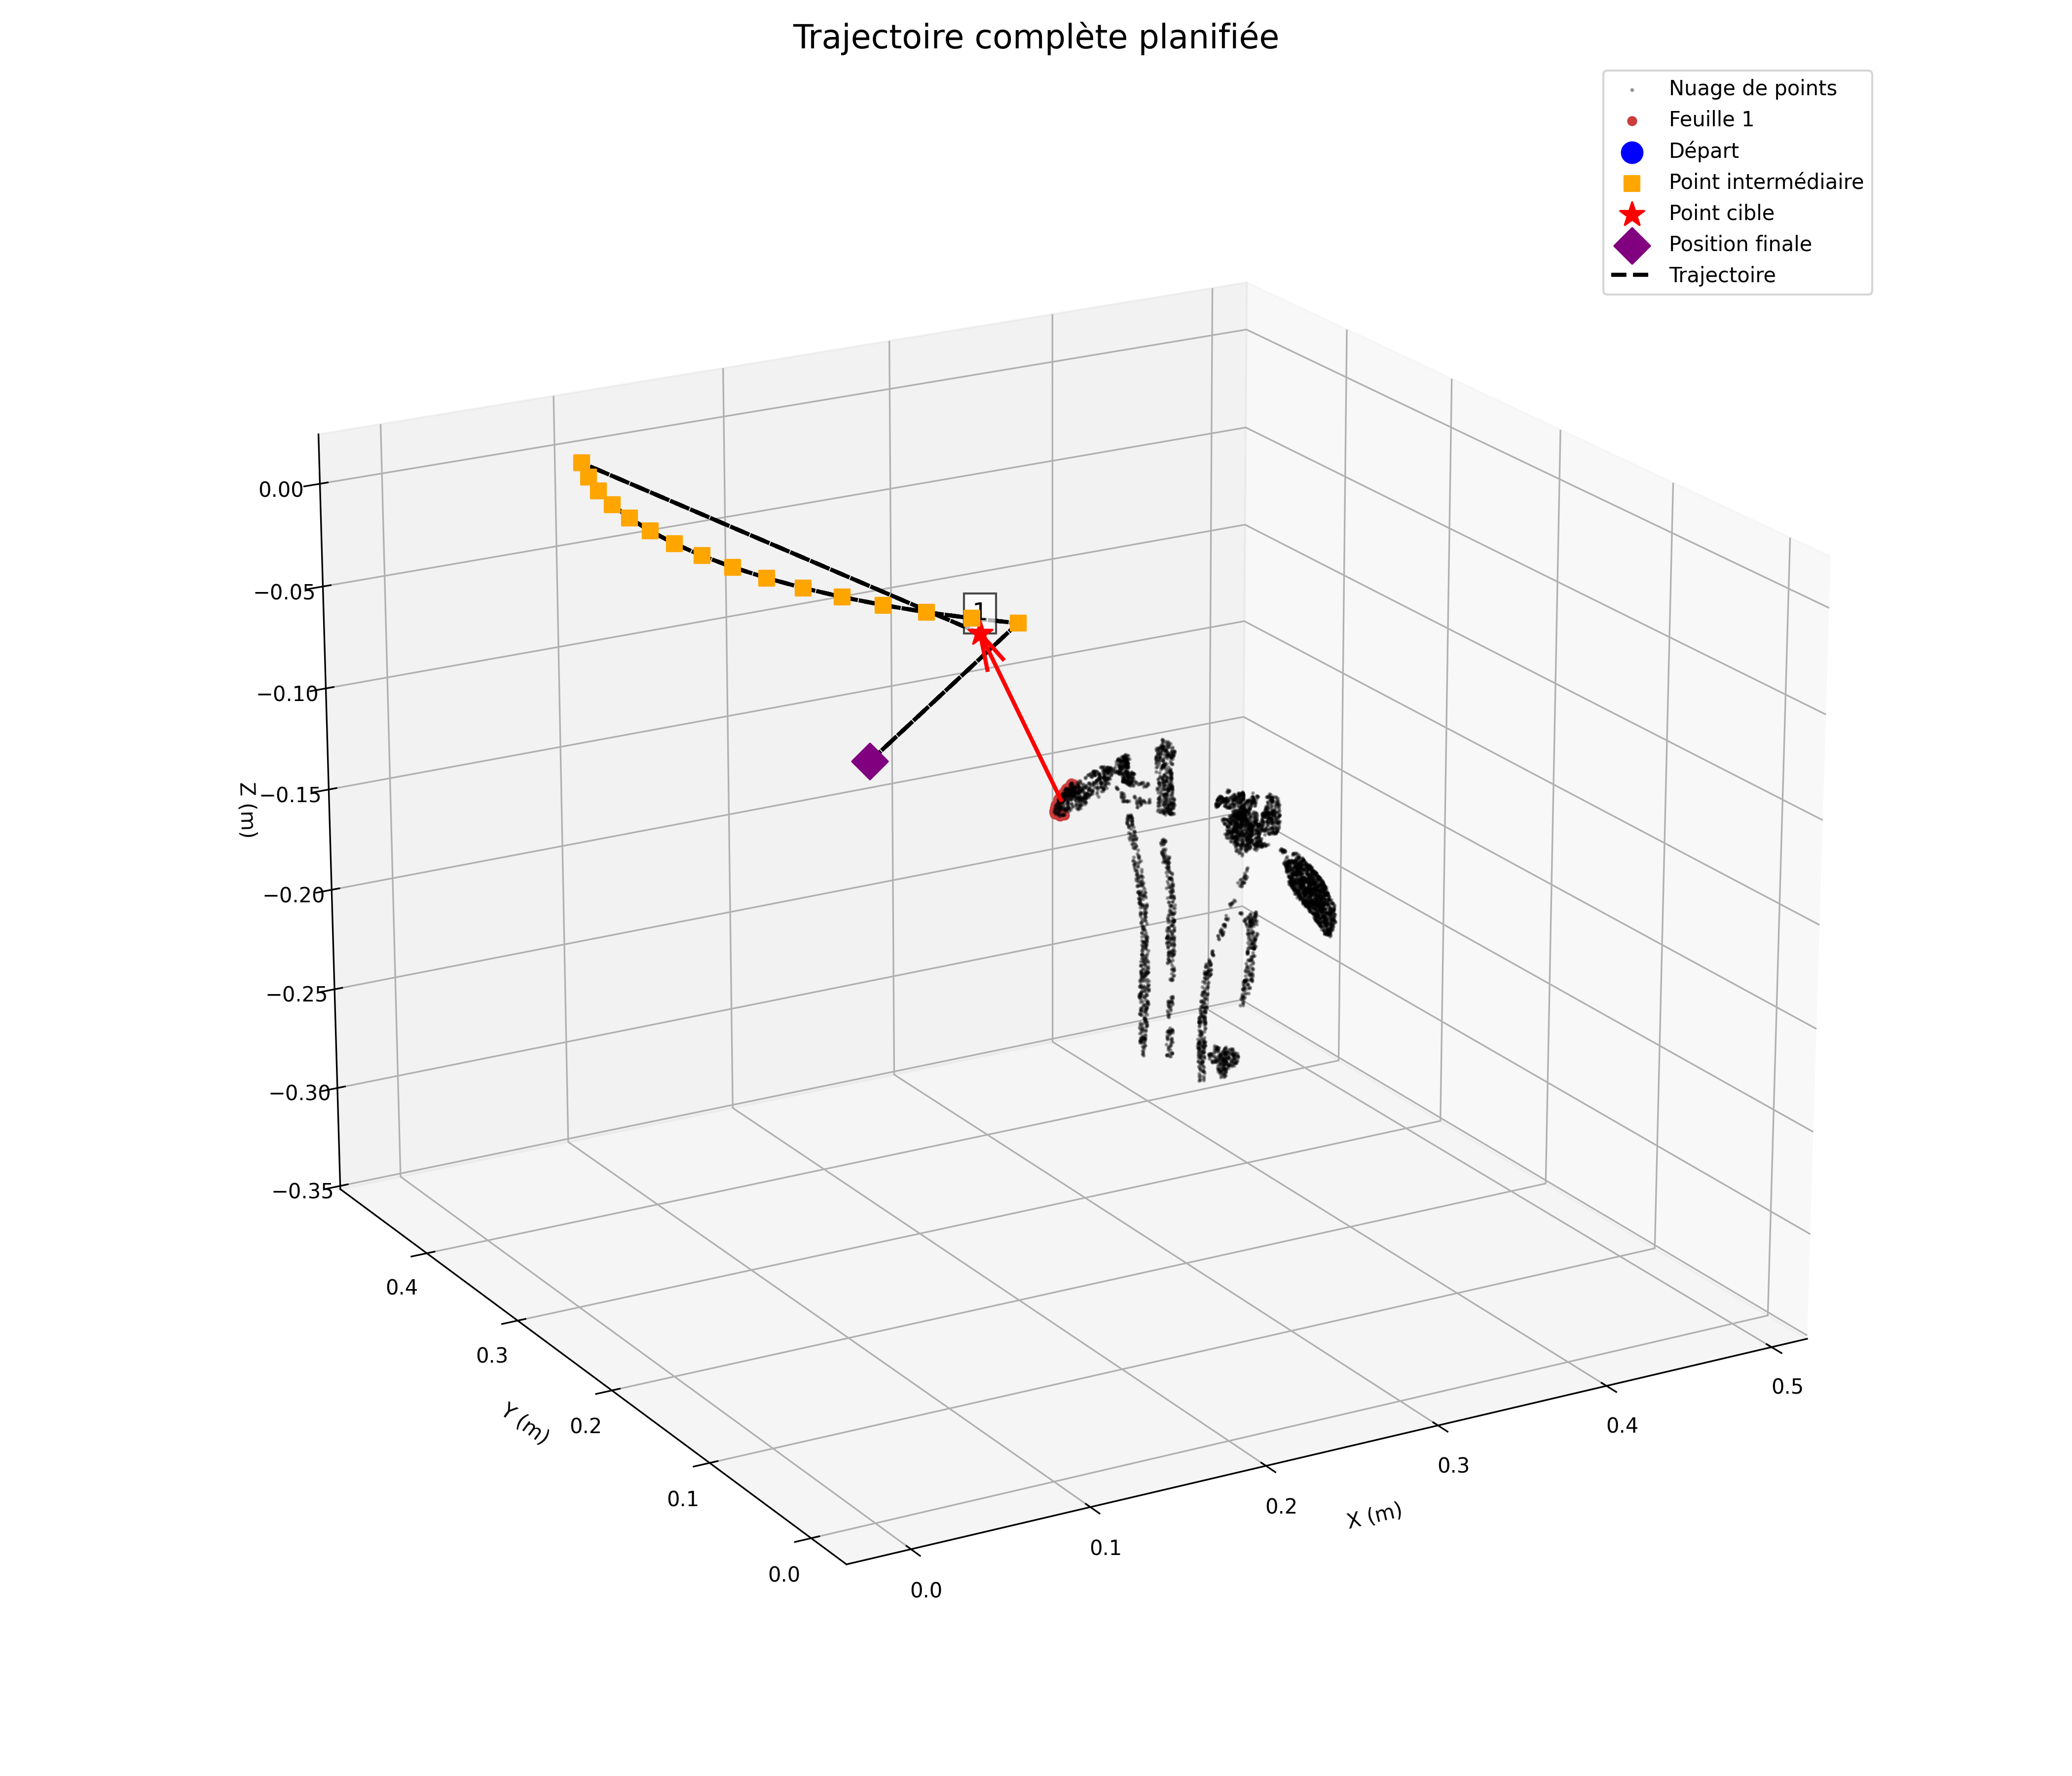 Trajectoire complète planifiée
Nuage de points
Feuille 1
Départ
Point intermédiaire
Point cible
Position finale
Trajectoire
0.00
−0.05
−0.10
−0.15
−0.20
−0.25
−0.30
−0.35
Z (m)
1
0.4
0.3
0.2
0.1
0.0
Y (m)
0.0
0.1
0.2
0.3
0.4
0.5
X (m)